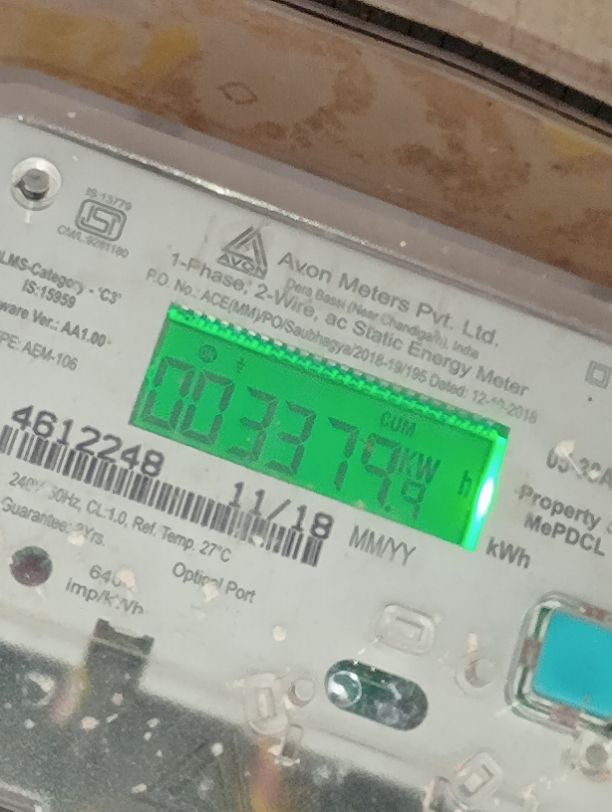 IS:13779
ISI
CM/L:9261180
LMS-Category - 'C3'
IS:15959
ware Ver.: AA1.00
PE: AEM-106
AVON
Avon Meters Pvt. Ltd.
Dera Bassi (Near Chandigarh), India
1-Phase, 2-Wire, ac Static Energy Meter
P.O. No.: ACE(MM)/PO/Saubhagya/2018-19/195 Dated: 12-10-2018
CUM
003379.9
KW h
4612248
11/18
MM/YY
kWh
Property
MePDCL
240V, 50Hz, CL:1.0, Ref. Temp. 27°C
Guarantee:
Yrs.
Optical Port
imp/kWh